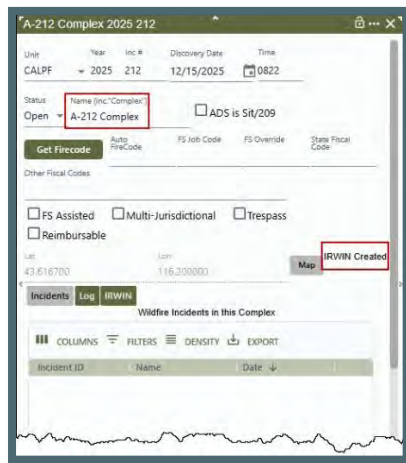 A-212 Complex 2025 212
Unit Year Inc # Discovery Date Time
CALPF 2025 212 12/15/2025 0822
Status Name (inc."Complex")
Open A-212 Complex ADS is Sit/209
Get Firecode Auto FireCode FS Job Code FS Override State Fiscal Code
Other Fiscal Codes
FS Assisted Multi-Jurisdictional Trespass
Reimbursable
Lat Lon
43.616700 116.200000 Map IRWIN Created
Incidents Log IRWIN
Wildfire Incidents in this Complex
COLUMNS FILTERS DENSITY EXPORT
Incident ID Name Date